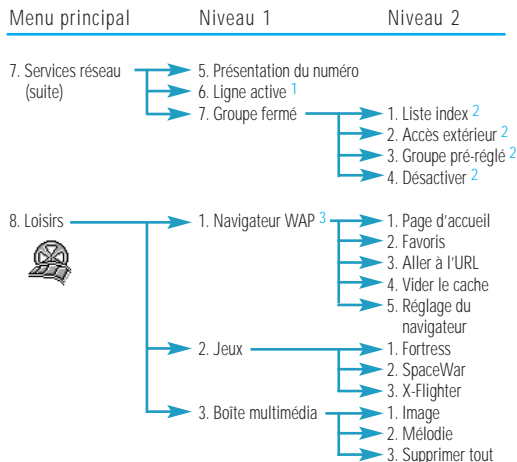 Menu principal Niveau 1 Niveau 2
7. Services réseau (suite)
5. Présentation du numéro
6. Ligne active 1
7. Groupe fermé
1. Liste index 2
2. Accès extérieur 2
3. Groupe pré-réglé 2
4. Désactiver 2
8. Loisirs
1. Navigateur WAP 3
1. Page d'accueil
2. Favoris
3. Aller à l'URL
4. Vider le cache
5. Réglage du
navigateur
2. Jeux
1. Fortress
2. SpaceWar
3. X-Flighter
3. Boîte multimédia
1. Image
2. Mélodie
3. Supprimer tout